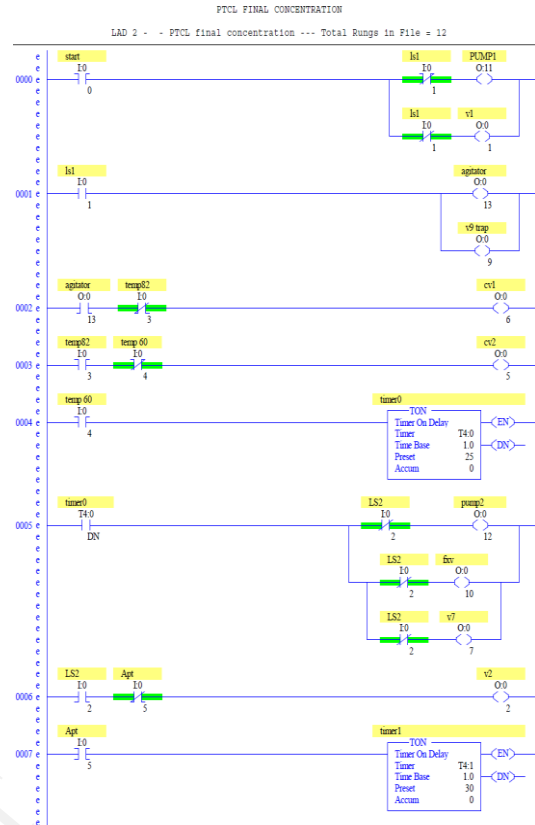 PTCL FINAL CONCENTRATION
LAD 2 - - PTCL final concentration --- Total Rungs in File = 12
e start ls1 PUMP1
e I:0 I:0 O:11
0000 e
e 0 1
e
e ls1 v1
e I:0 O:0
e
e 1 1
e
e ls1 agitator
e I:0 O:0
0001 e
e 1 13
e
e v9 trap
e O:0
e
e 9
e
e agitator temp82 cv1
e O:0 I:0 O:0
0002 e
e 13 3 6
e
e temp82 temp 60 cv2
e I:0 I:0 O:0
0003 e
e 3 4 5
e
e temp 60 timer0
e I:0 TON
0004 e Timer On Delay EN
e 4 Timer T4:0
e Time Base 1.0 DN
e Preset 25
e Accum 0
e
e timer0 LS2 pump2
e T4:0 I:0 O:0
0005 e
e DN 2 12
e
e LS2 fxv
e I:0 O:0
e
e 2 10
e
e LS2 v7
e I:0 O:0
e
e 2 7
e
e LS2 Apt v2
e I:0 I:0 O:0
0006 e
e 2 5 2
e
e Apt timer1
e I:0 TON
0007 e Timer On Delay EN
e 5 Timer T4:1
e Time Base 1.0 DN
e Preset 30
e Accum 0
e